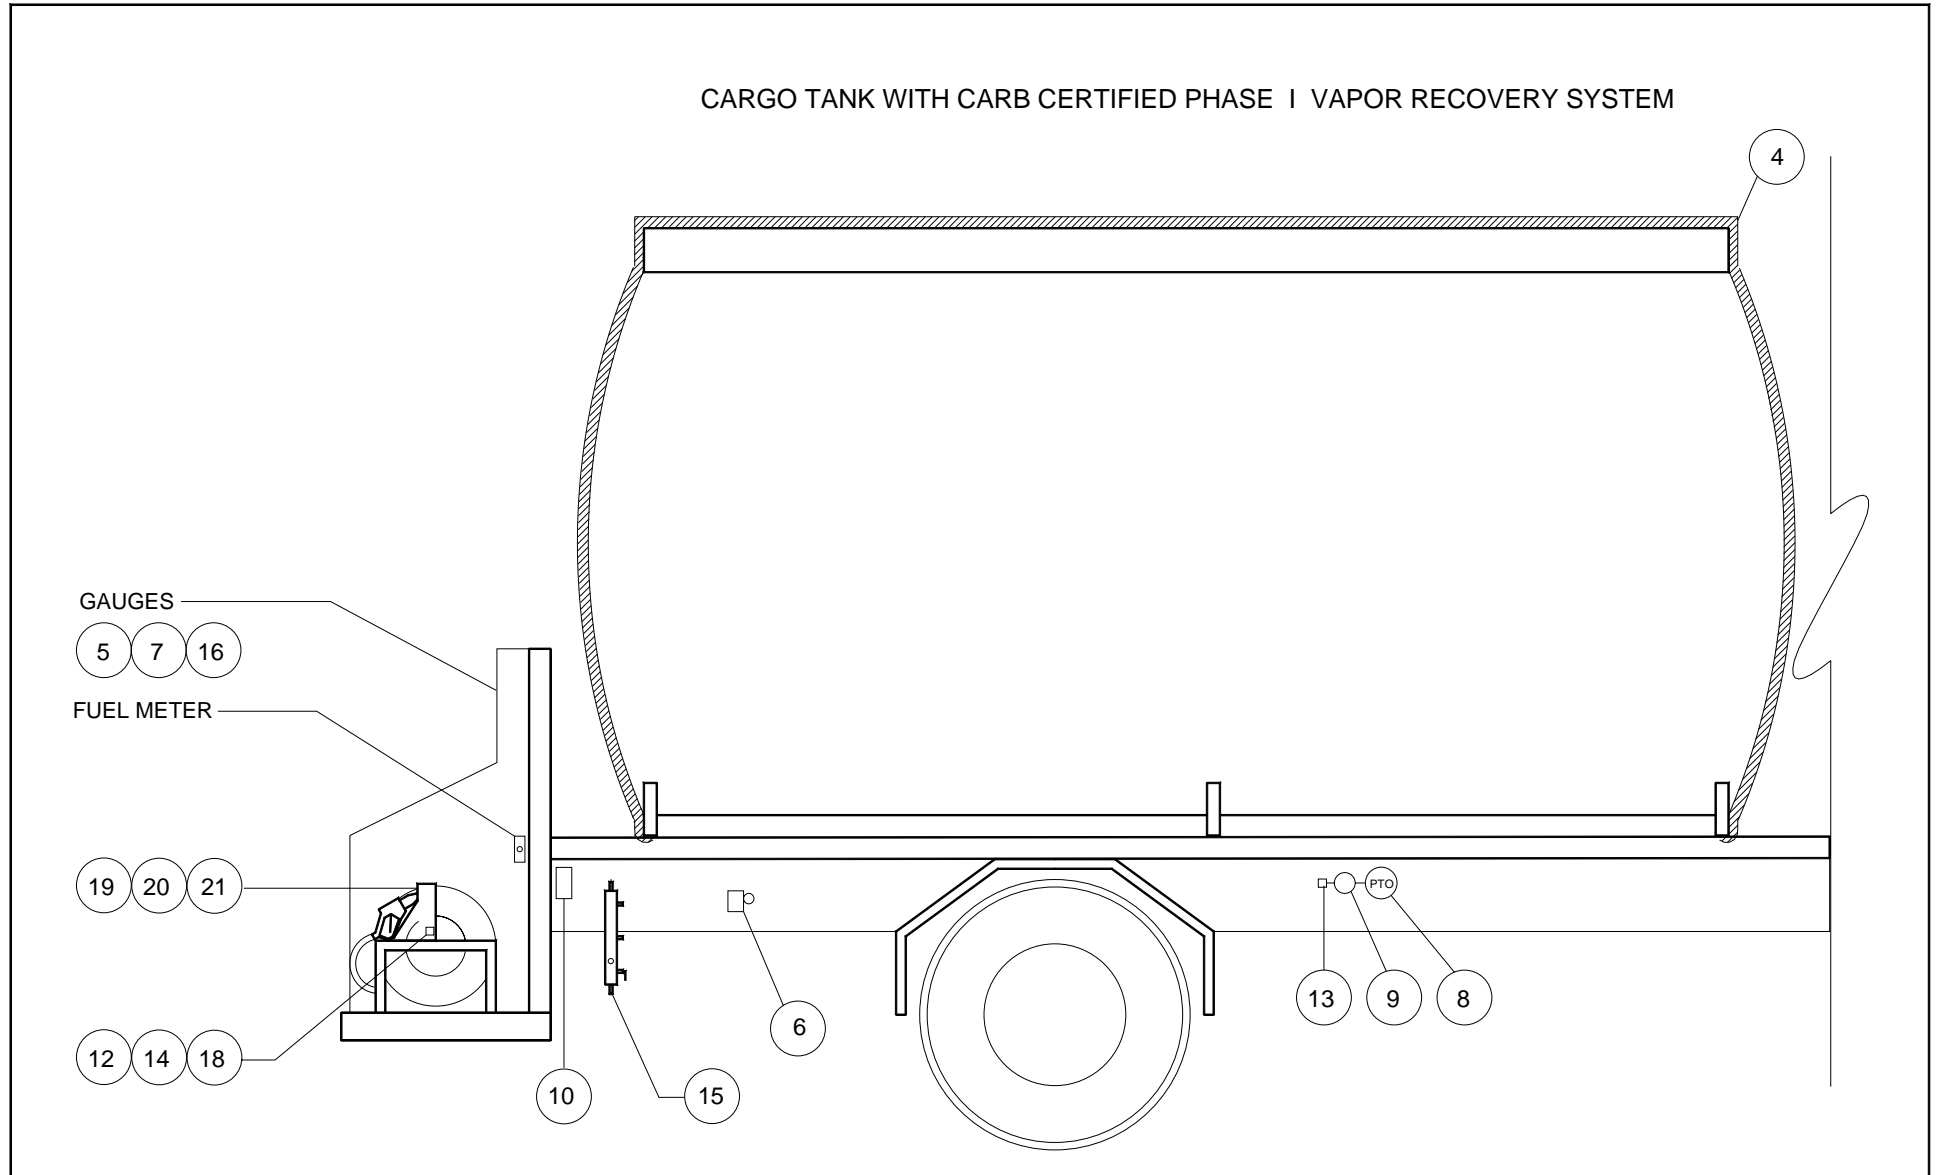 CARGO TANK WITH CARB CERTIFIED PHASE I VAPOR RECOVERY SYSTEM
4
GAUGES
5 7 16
FUEL METER
19 20 21
PTO
12 14 18
10
15
6
13 9 8